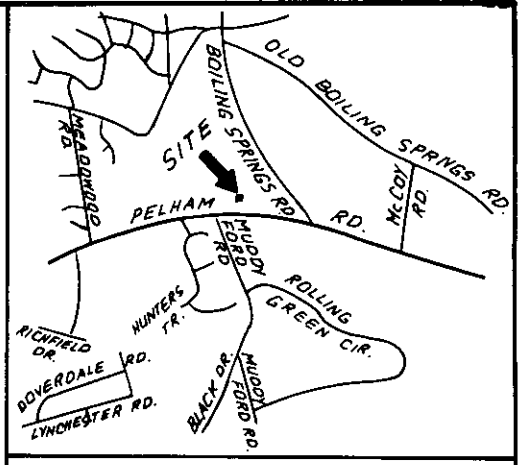 OLD BOILING SPRNGS RD.
BOILING SPRINGS RD.
MEADOWOOD RD.
SITE
McCOY RD.
PELHAM RD.
MUDDY FORD RD
ROLLING GREEN CIR.
HUNTERS TR.
RICHFIELD DR.
DOVERDALE RD.
LYNCHESTER RD.
BLACK DR.
MUDDY FORD RD.